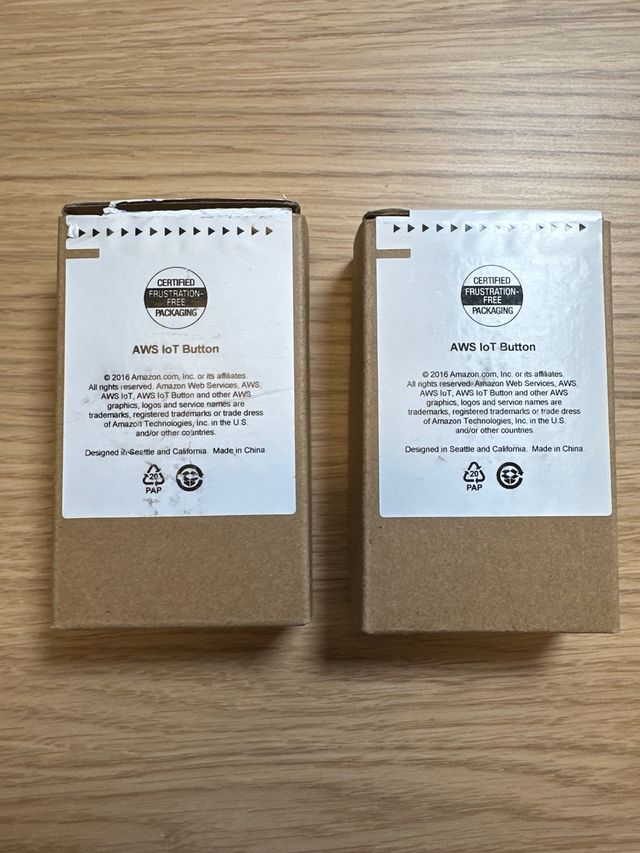 CERTIFIED
FRUSTRATION-
FREE
PACKAGING
AWS IoT Button
© 2016 Amazon.com, Inc. or its affiliates.
All rights reserved. Amazon Web Services, AWS,
AWS IoT, AWS IoT Button and other AWS
graphics, logos and service names are
trademarks, registered trademarks or trade dress
of Amazon Technologies, Inc. in the U.S.
and/or other countries.
Designed in Seattle and California. Made in China.
20
PAP
CERTIFIED
FRUSTRATION-
FREE
PACKAGING
AWS IoT Button
© 2016 Amazon.com, Inc. or its affiliates.
All rights reserved. Amazon Web Services, AWS,
AWS IoT, AWS IoT Button and other AWS
graphics, logos and service names are
trademarks, registered trademarks or trade dress
of Amazon Technologies, Inc. in the U.S.
and/or other countries.
Designed in Seattle and California. Made in China.
20
PAP